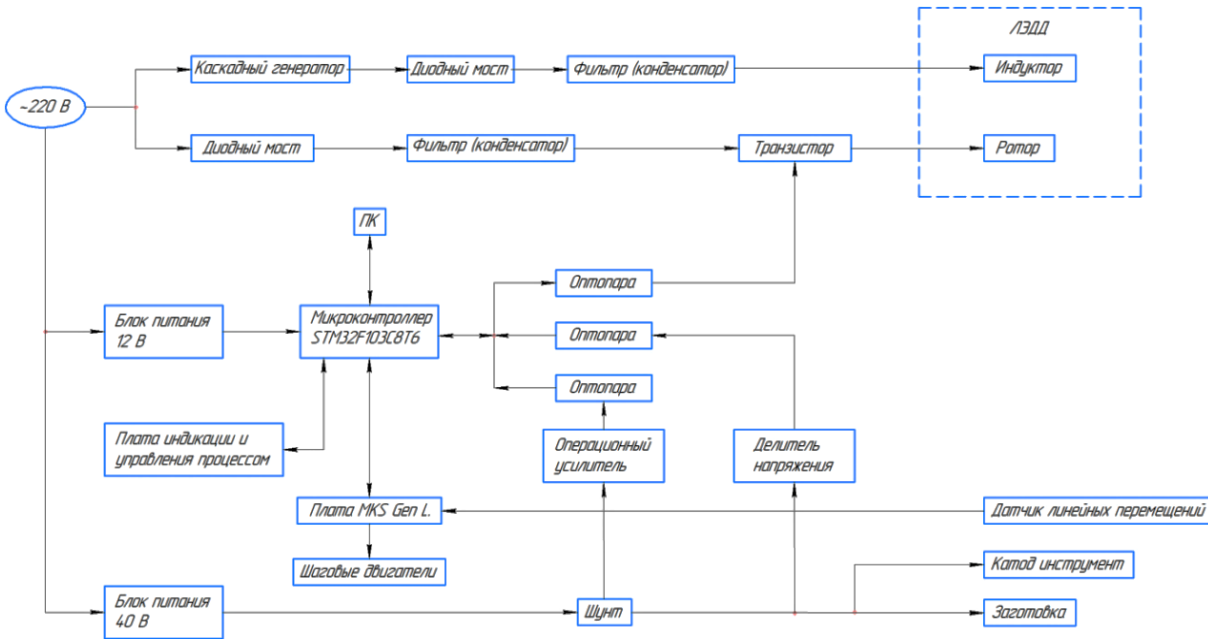 ЛЭДД
Каскадный генератор
Диодный мост
Фильтр (конденсатор)
Индуктор
~220 В
Диодный мост
Фильтр (конденсатор)
Транзистор
Ротор
ПК
Оптопара
Блок питания
12 В
Микроконтроллер
STM32F103C8T6
Оптопара
Оптопара
Плата индикации и
управления процессом
Операционный
усилитель
Делитель
напряжения
Плата MKS Gen L.
Датчик линейных перемещений
Шаговые двигатели
Катод инструмент
Блок питания
40 В
Шунт
Заготовка